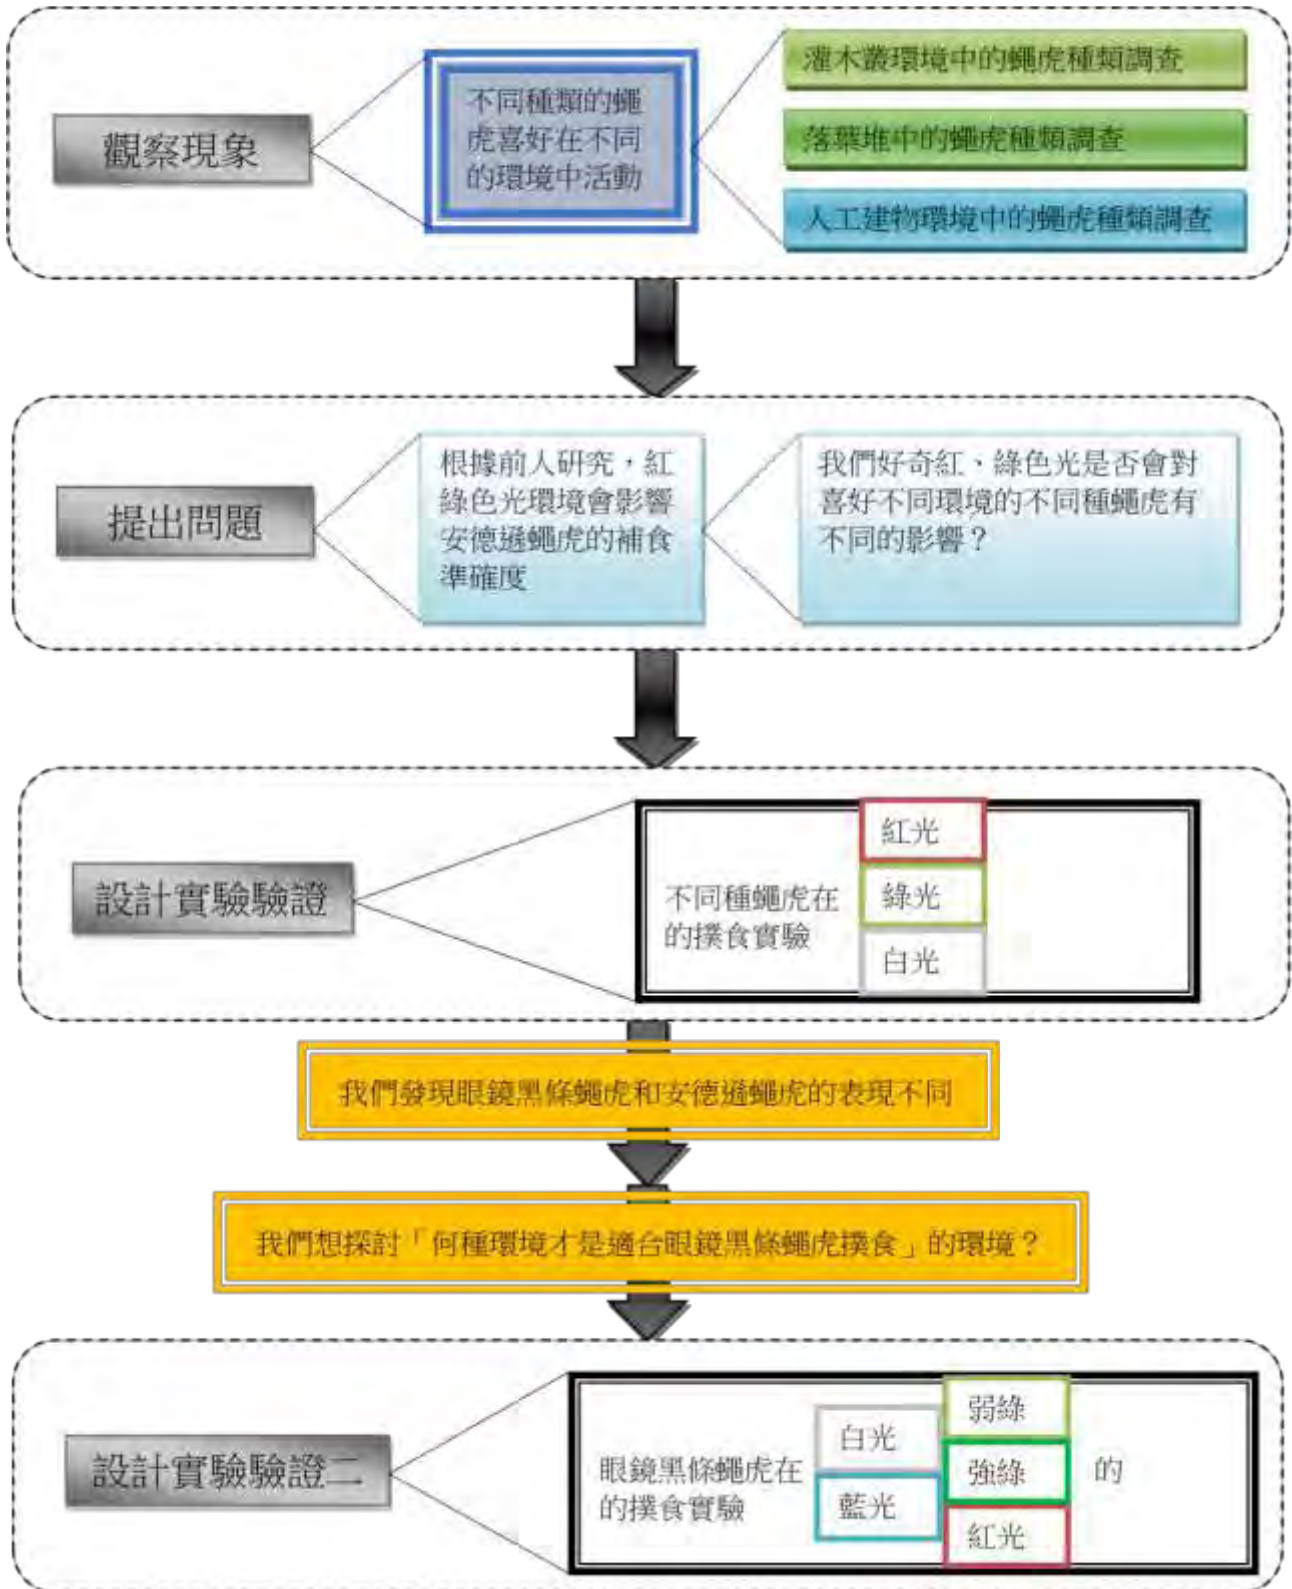 觀察現象
不同種類的蠅
虎喜好在不同
的環境中活動
灌木叢環境中的蠅虎種類調查
落葉堆中的蠅虎種類調查
人工建物環境中的蠅虎種類調查
提出問題
根據前人研究，紅
綠色光環境會影響
安德遜蠅虎的補食
準確度
我們好奇紅、綠色光是否會對
喜好不同環境的不同種蠅虎有
不同的影響？
設計實驗驗證
不同種蠅虎在
的撲食實驗
紅光
綠光
白光
我們發現眼鏡黑條蠅虎和安德遜蠅虎的表現不同
我們想探討「何種環境才是適合眼鏡黑條蠅虎撲食」的環境？
設計實驗驗證二
眼鏡黑條蠅虎在
的撲食實驗
白光
藍光
弱綠
強綠
紅光
的